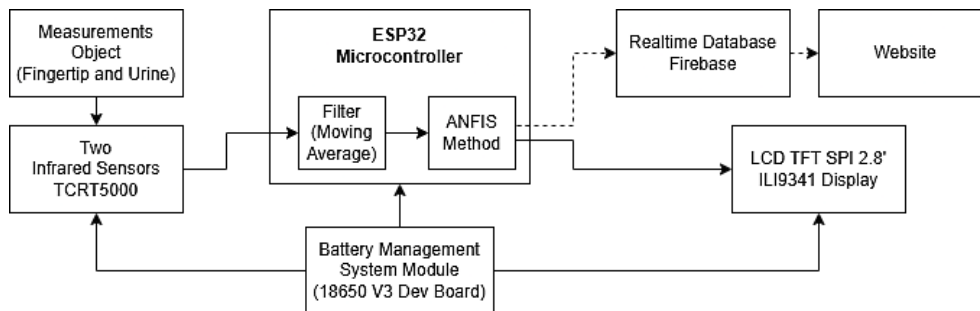 Measurements
Object
(Fingertip and Urine)
Two
Infrared Sensors
TCRT5000
ESP32
Microcontroller
Filter
(Moving
Average)
ANFIS
Method
Realtime Database
Firebase
Website
LCD TFT SPI 2.8'
ILI9341 Display
Battery Management
System Module
(18650 V3 Dev Board)